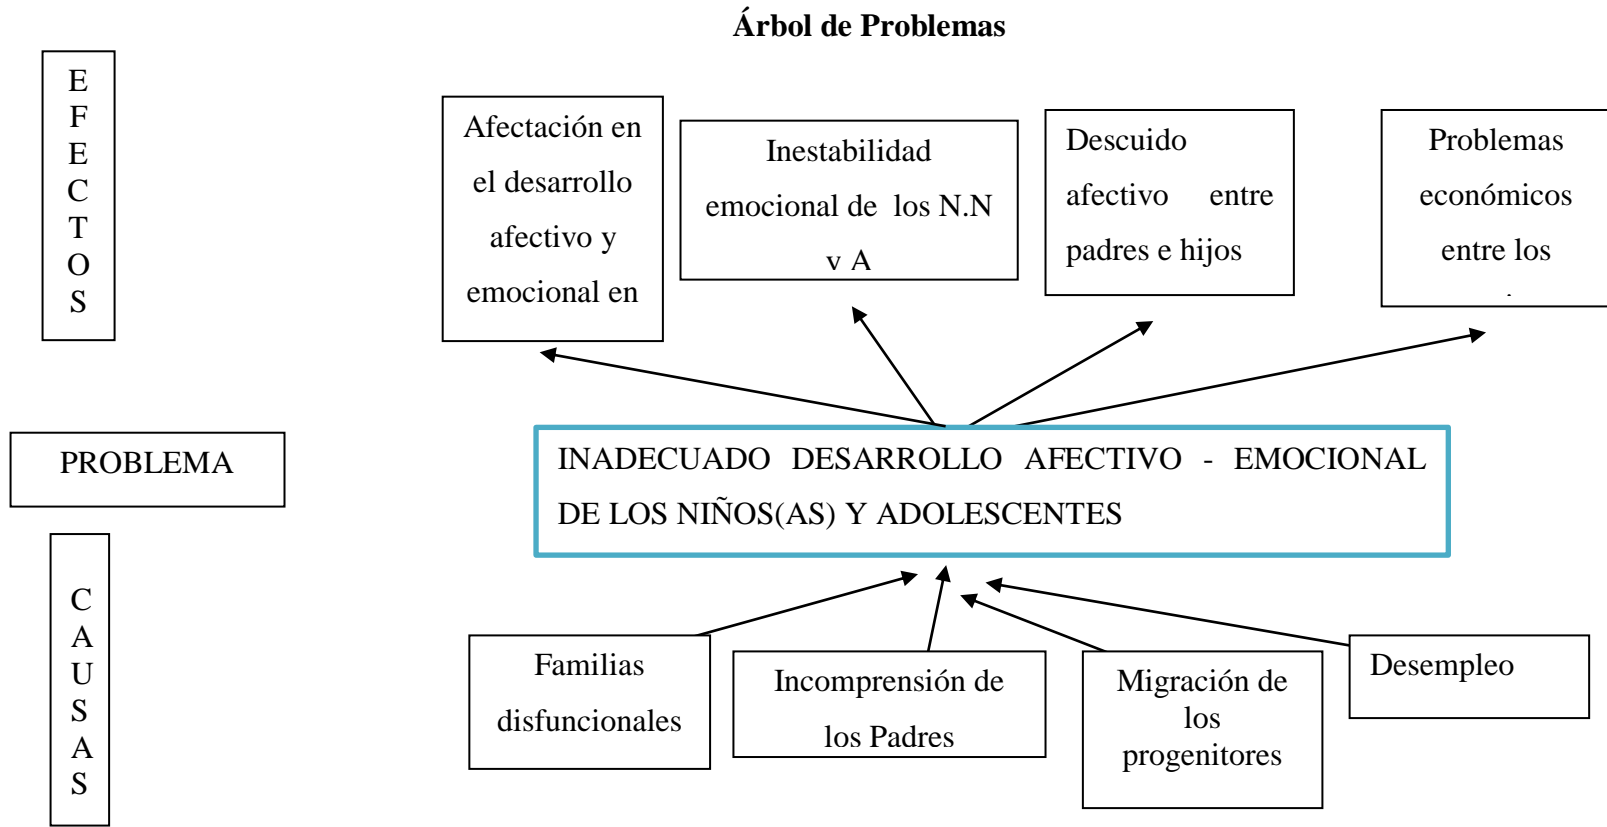 Árbol de Problemas
E
F
E
C
T
O
S
Afectación en
el desarrollo
afectivo y
emocional en
Inestabilidad
emocional de los N.N
y A
Descuido
afectivo entre
padres e hijos
Problemas
económicos
entre los
PROBLEMA
INADECUADO DESARROLLO AFECTIVO - EMOCIONAL
DE LOS NIÑOS(AS) Y ADOLESCENTES
C
A
U
S
A
S
Familias
disfuncionales
Incomprensión de
los Padres
Migración de
los
progenitores
Desempleo